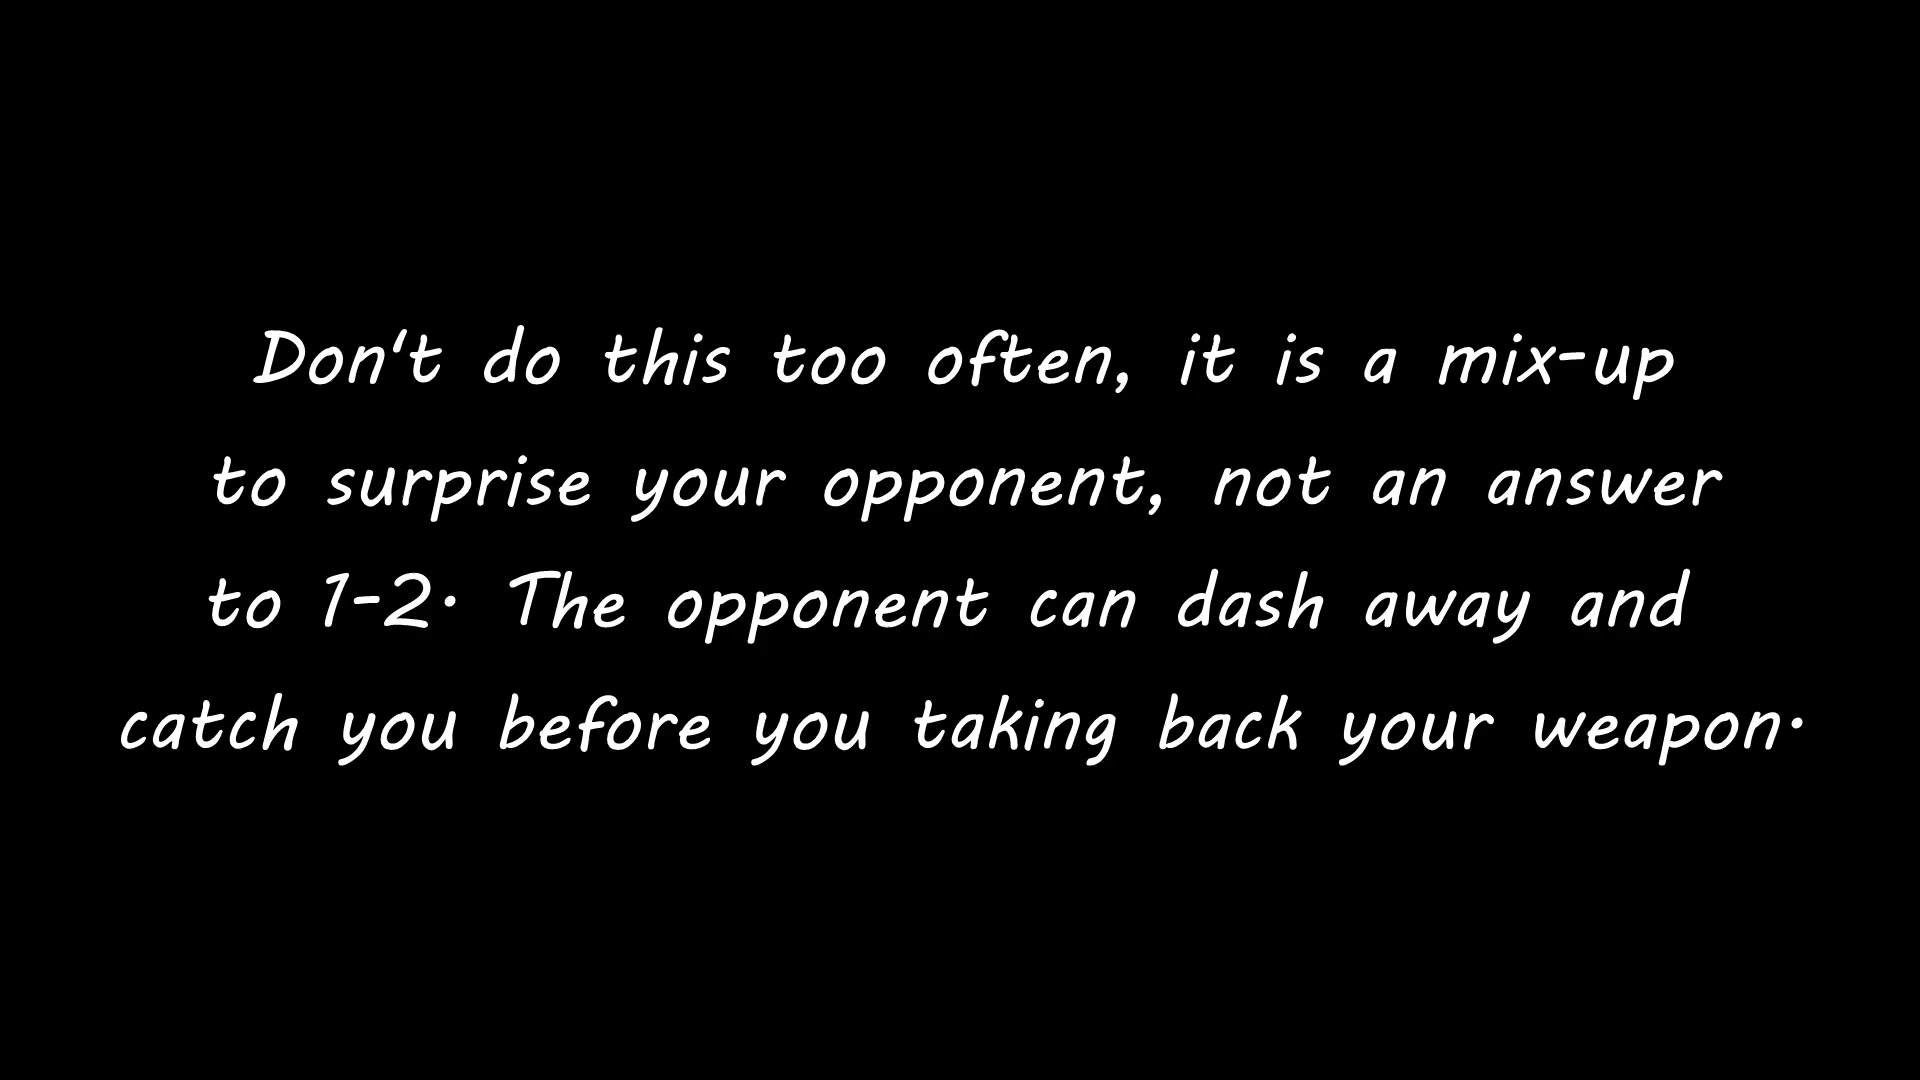 Don't do this too often, it is a mix-up
to surprise your opponent, not an answer
to 1-2. The opponent can dash away and
catch you before you taking back your weapon.